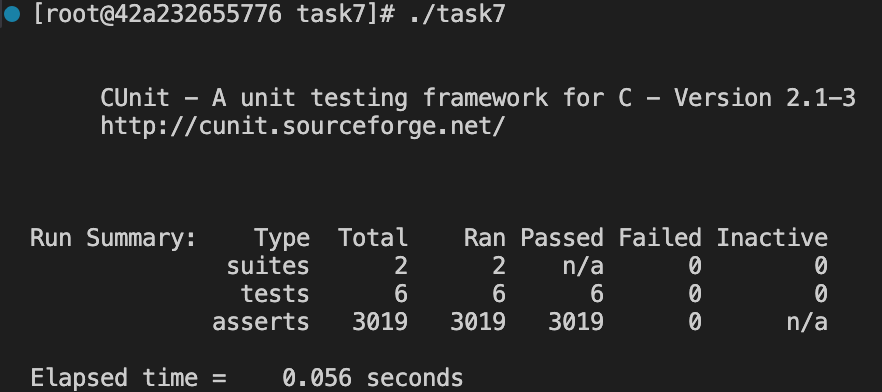 [root@42a232655776 task7]# ./task7
CUnit - A unit testing framework for C - Version 2.1-3
http://cunit.sourceforge.net/
Run Summary:    Type  Total    Ran Passed Failed Inactive
              suites      2      2    n/a      0        0
               tests      6      6      6      0        0
             asserts   3019   3019   3019      0      n/a
Elapsed time =    0.056 seconds